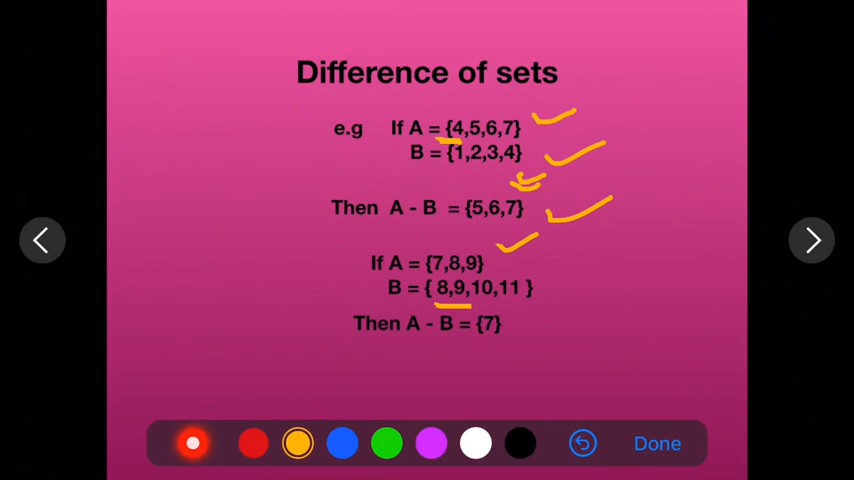 Difference of sets
e.g If A = {4,5,6,7}
B = {1,2,3,4}
Then A - B = {5,6,7}
If A = {7,8,9}
B = { 8,9,10,11 }
Then A - B = {7}
Done